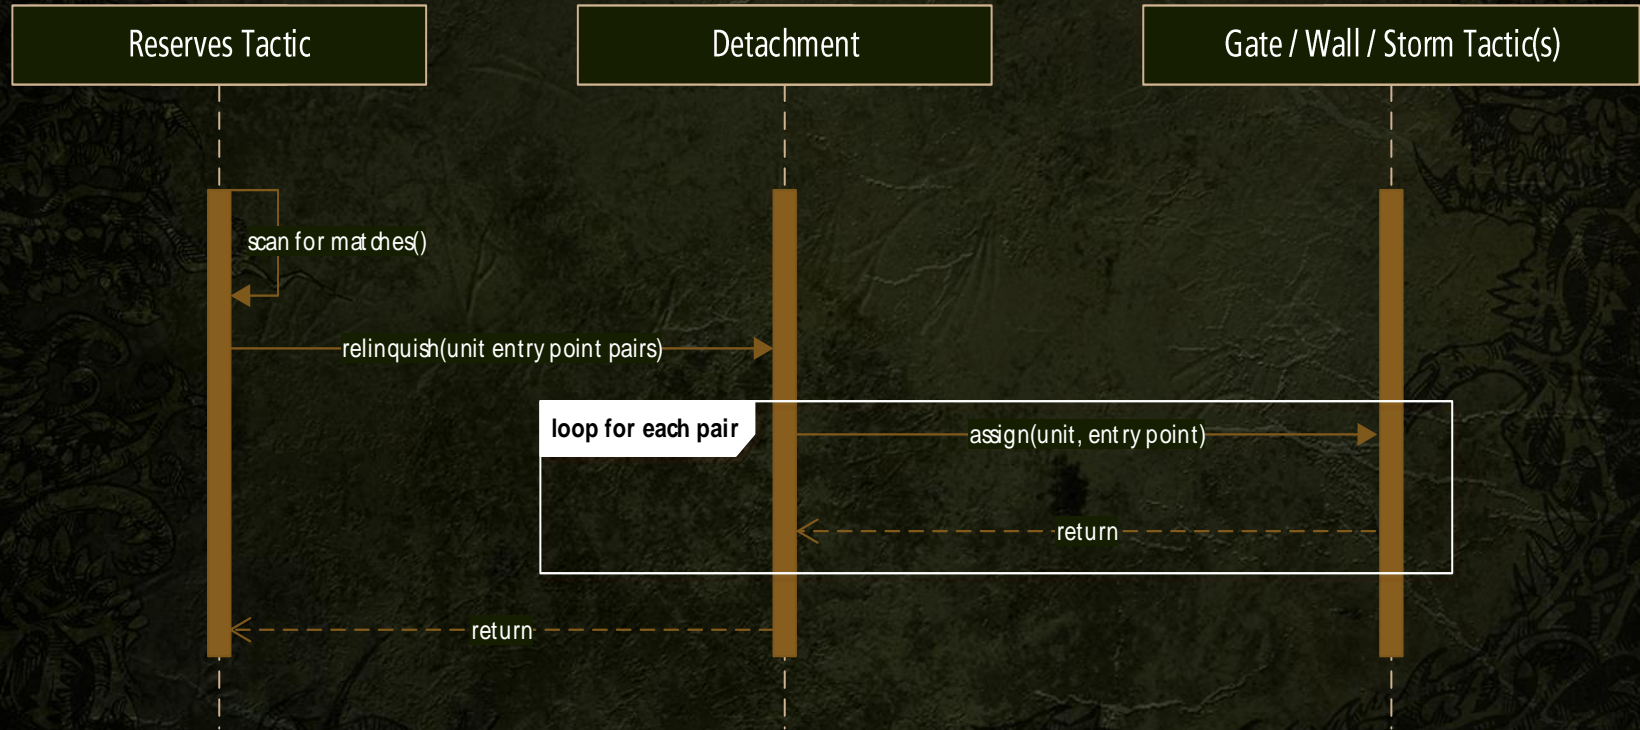 Reserves Tactic
Detachment
Gate / Wall / Storm Tactic(s)
scan for matches()
relinquish(unit entry point pairs)
loop for each pair
assign(unit, entry point)
return
return